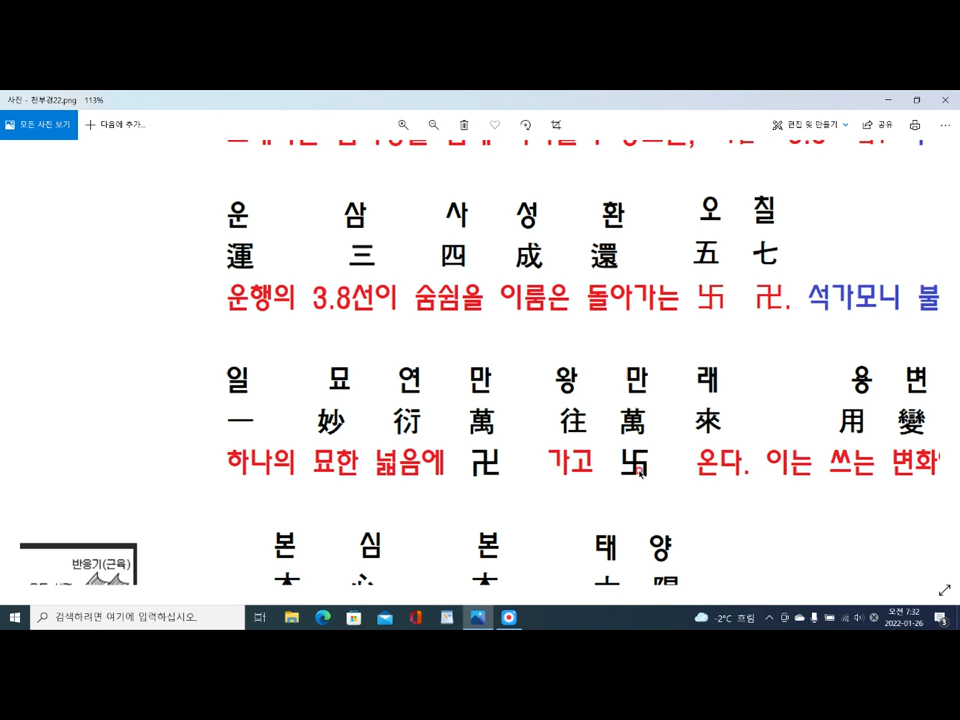 사진 - 천부경22.png 113%
모든 사진 보기 다음에 추가... 편집 및 만들기 공유
운 삼 사 성 환 오 칠
運 三 四 成 還 五 七
운행의 3.8선이 숨쉼을 이룸은 돌아가는 卐 卍. 석가모니 불
일 묘 연 만 왕 만 래 용 변
一 妙 衍 萬 往 萬 來 用 變
하나의 묘한 넓음에 卍 가고 卐 온다. 이는 쓰는 변화
본 심 본 태 양
本 心 本 太 陽
반응기(근육)
검색하려면 여기에 입력하십시오. -2°C 흐림 오전 7:32
2022-01-26
3